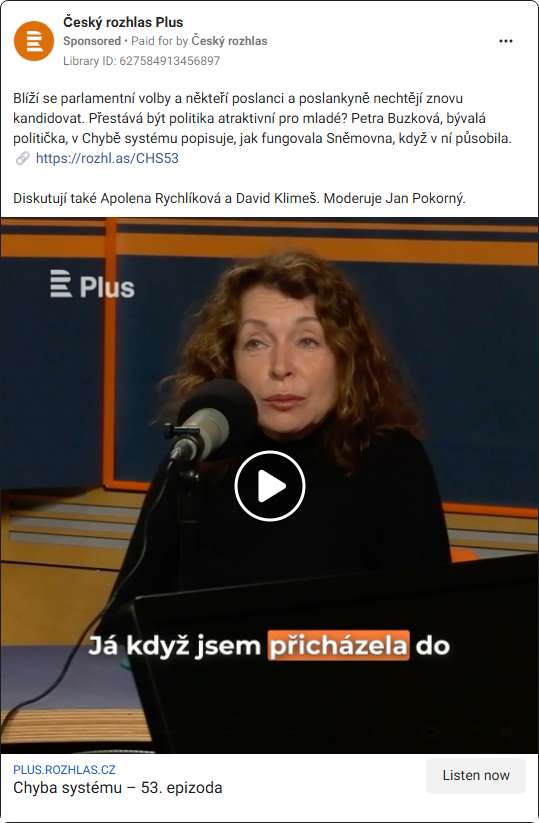 Český rozhlas Plus
Sponsored • Paid for by Český rozhlas
Library ID: 627584913456897
Blíží se parlamentní volby a někteří poslanci a poslankyně nechtějí znovu
kandidovat. Přestává být politika atraktivní pro mladé? Petra Buzková, bývalá
politička, v Chybě systému popisuje, jak fungovala Sněmovna, když v ní působila.
🔗 https://rozhl.as/CHS53
Diskutují také Apolena Rychlíková a David Klimeš. Moderuje Jan Pokorný.
Plus
Já když jsem přicházela do
PLUS.ROZHLAS.CZ
Chyba systému – 53. epizoda
Listen now